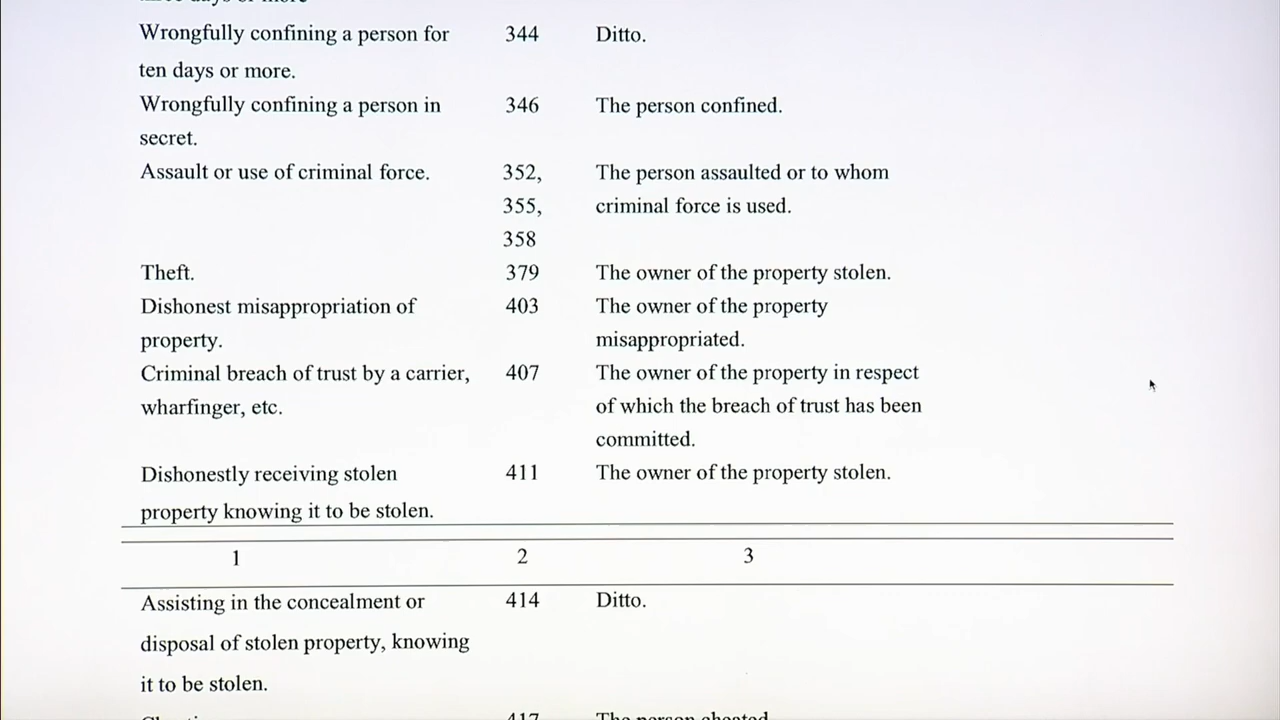 Wrongfully confining a person for 344 Ditto.
ten days or more.
Wrongfully confining a person in 346 The person confined.
secret.
Assault or use of criminal force. 352, The person assaulted or to whom
355, criminal force is used.
358
Theft. 379 The owner of the property stolen.
Dishonest misappropriation of 403 The owner of the property
property. misappropriated.
Criminal breach of trust by a carrier, 407 The owner of the property in respect
wharfinger, etc. of which the breach of trust has been
committed.
Dishonestly receiving stolen 411 The owner of the property stolen.
property knowing it to be stolen.
1 2 3
Assisting in the concealment or 414 Ditto.
disposal of stolen property, knowing
it to be stolen.
417 The person cheated